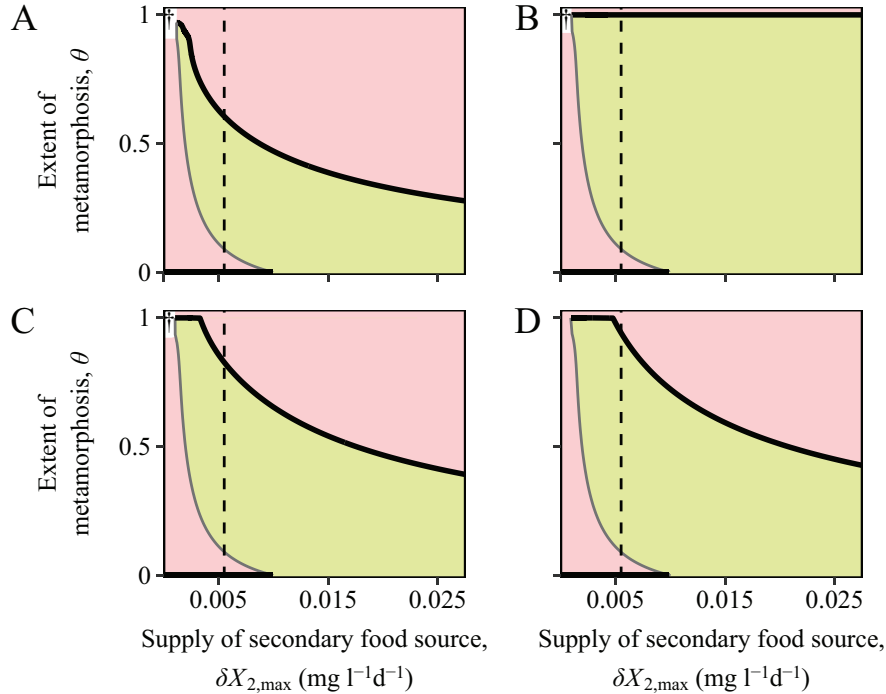 A
B
†
†
1
0.5
0
Extent of
metamorphosis, θ
C
D
†
1
0.5
0
Extent of
metamorphosis, θ
0.005
0.015
0.025
0.005
0.015
0.025
Supply of secondary food source,
δX2,max (mg l⁻¹d⁻¹)
Supply of secondary food source,
δX2,max (mg l⁻¹d⁻¹)